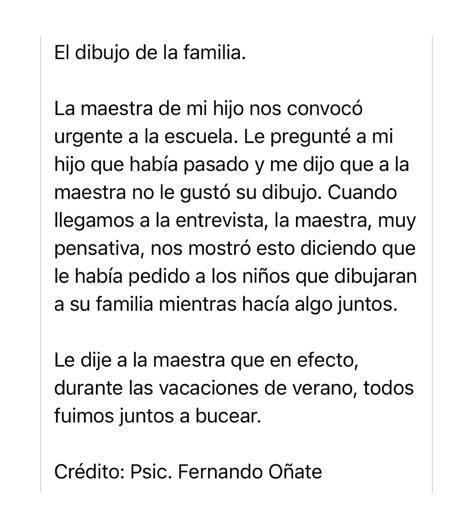 El dibujo de la familia.
La maestra de mi hijo nos convocó
urgente a la escuela. Le pregunté a mi
hijo que había pasado y me dijo que a la
maestra no le gustó su dibujo. Cuando
llegamos a la entrevista, la maestra, muy
pensativa, nos mostró esto diciendo que
le había pedido a los niños que dibujaran
a su familia mientras hacía algo juntos.
Le dije a la maestra que en efecto,
durante las vacaciones de verano, todos
fuimos juntos a bucear.
Crédito: Psic. Fernando Oñate